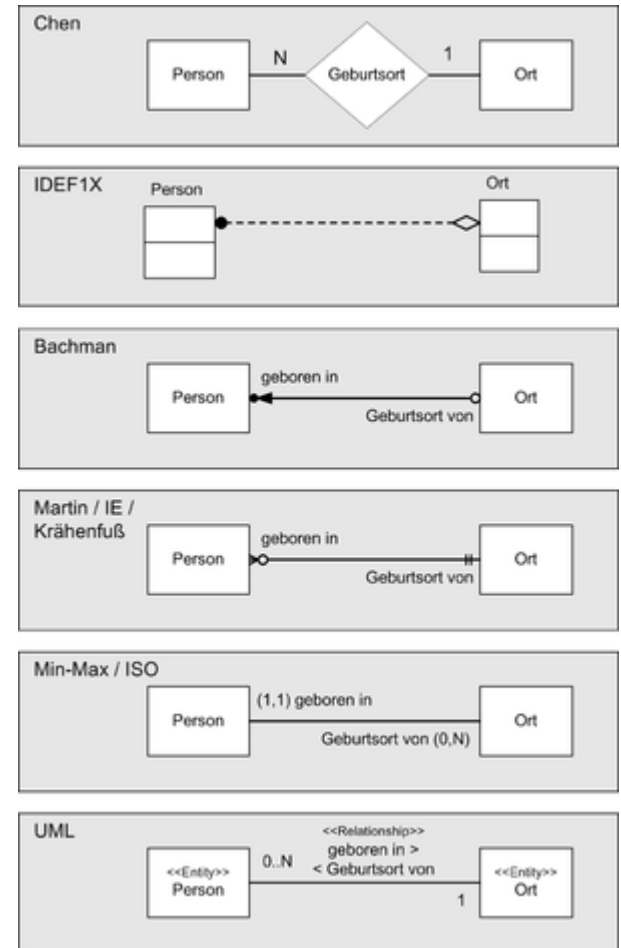 Chen
Person
N
Geburtsort
1
Ort
IDEF1X
Person
Ort
Bachman
Person
geboren in
Geburtsort von
Ort
Martin / IE /
Krähenfuß
Person
geboren in
Geburtsort von
Ort
Min-Max / ISO
Person
(1,1) geboren in
Geburtsort von (0,N)
Ort
UML
<<Entity>>
Person
0..N
<<Relationship>>
geboren in >
< Geburtsort von
1
<<Entity>>
Ort